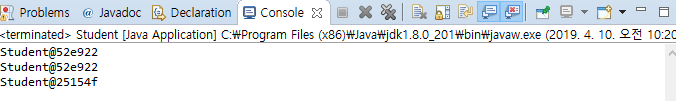 Problems @ Javadoc Declaration Console
<terminated> Student [Java Application] C:₩Program Files (x86)₩Java₩jdk1.8.0_201₩bin₩javaw.exe (2019. 4. 10. 오전 10:20
Student@52e922
Student@52e922
Student@25154f